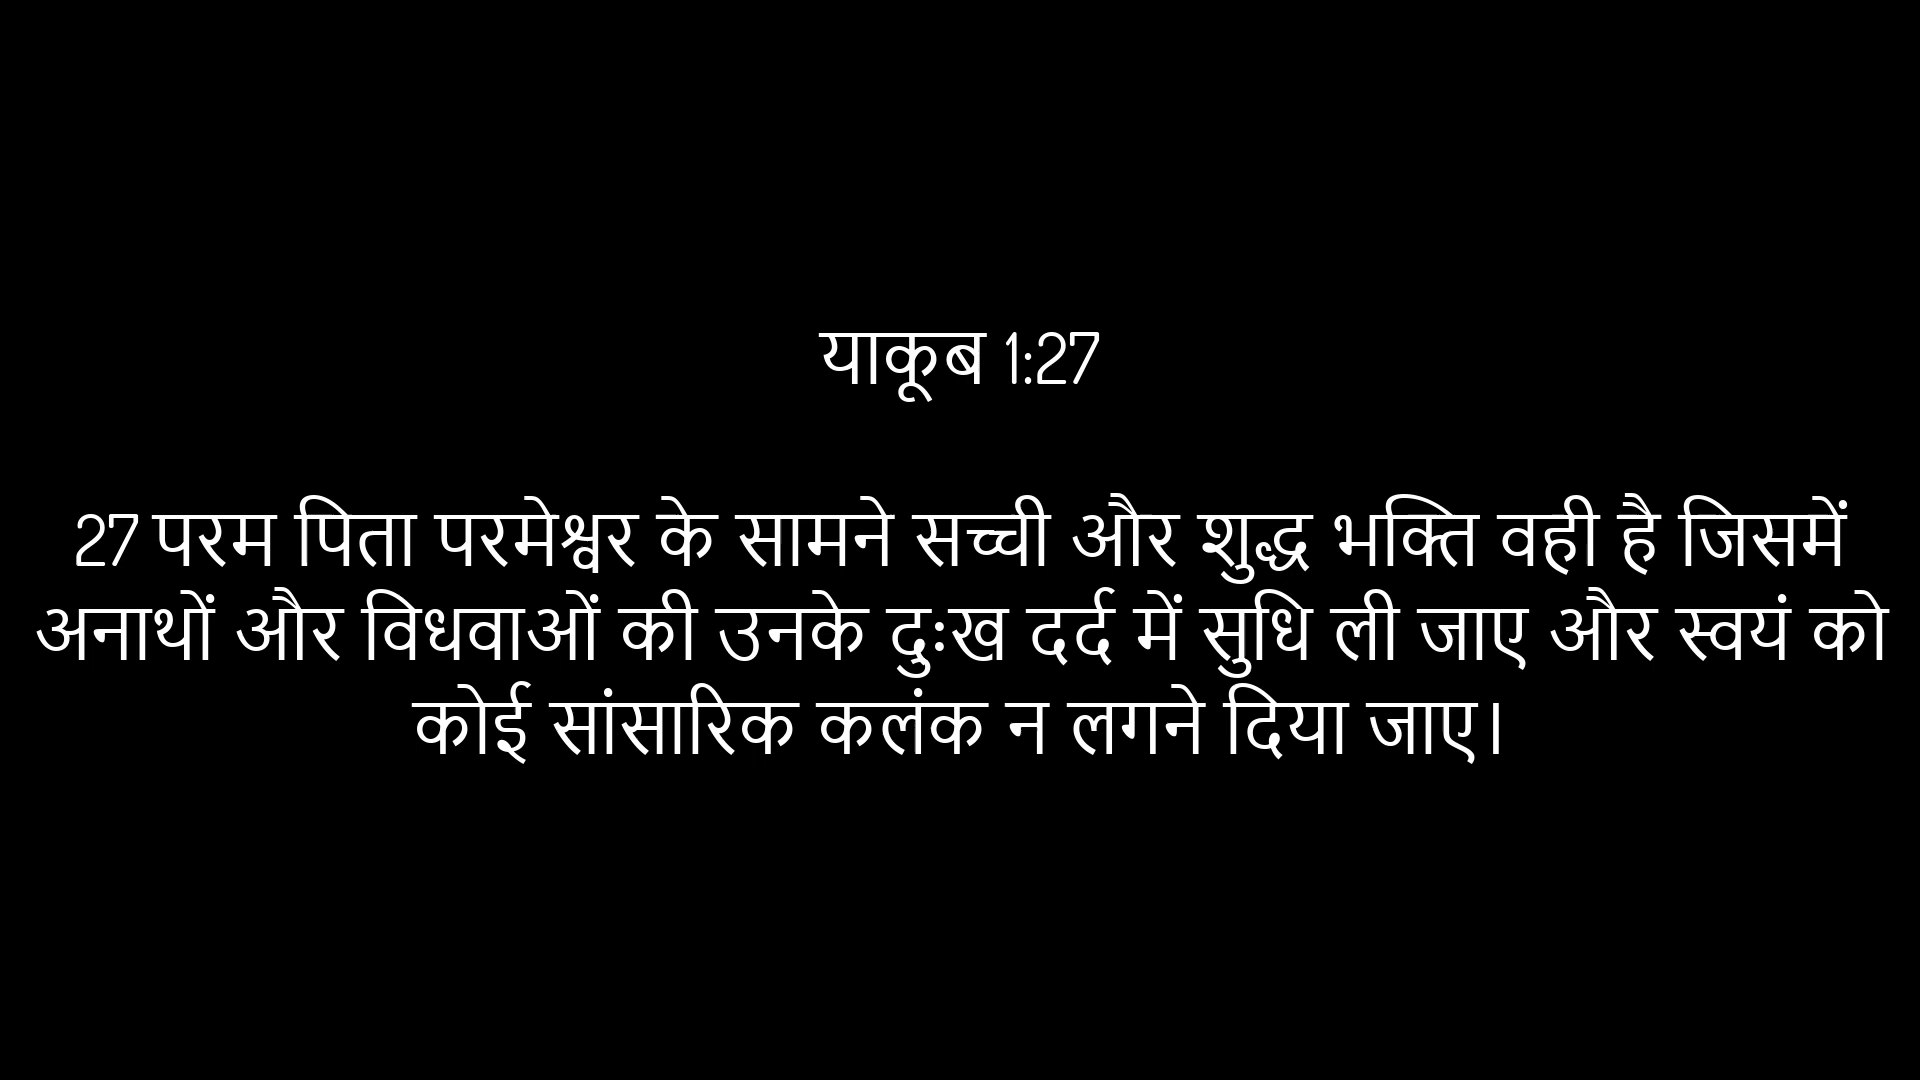 याकूब 1:27
27 परम पिता परमेश्वर के सामने सच्ची और शुद्ध भक्ति वही है जिसमें
अनाथों और विधवाओं की उनके दुःख दर्द में सुधि ली जाए और स्वयं को
कोई सांसारिक कलंक न लगने दिया जाए।